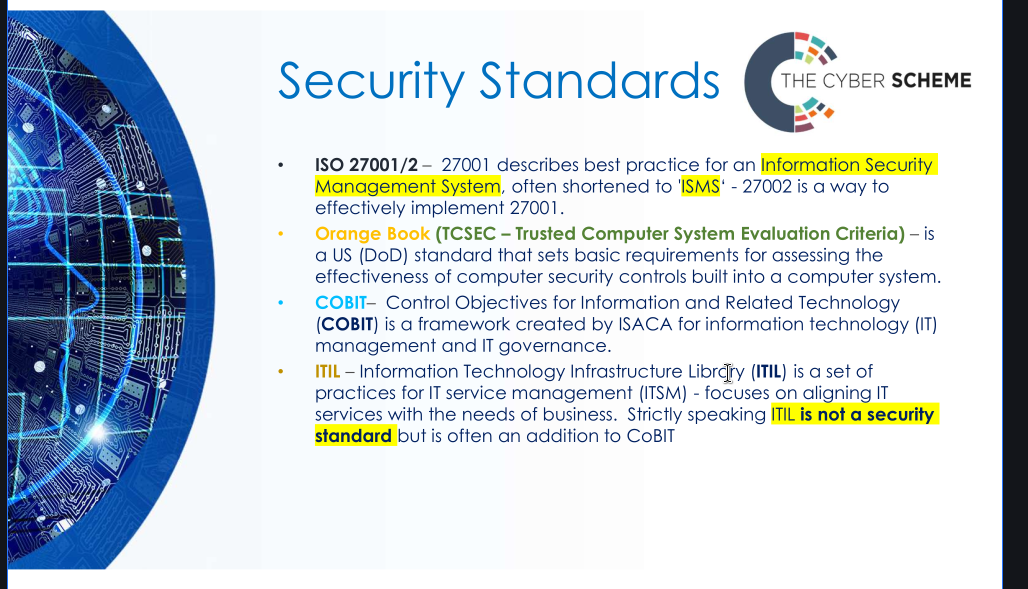 Security Standards
THE CYBER SCHEME
• ISO 27001/2 – 27001 describes best practice for an Information Security
Management System, often shortened to 'ISMS‘ - 27002 is a way to
effectively implement 27001.
• Orange Book (TCSEC – Trusted Computer System Evaluation Criteria) – is
a US (DoD) standard that sets basic requirements for assessing the
effectiveness of computer security controls built into a computer system.
• COBIT– Control Objectives for Information and Related Technology
(COBIT) is a framework created by ISACA for information technology (IT)
management and IT governance.
• ITIL – Information Technology Infrastructure Library (ITIL) is a set of
practices for IT service management (ITSM) - focuses on aligning IT
services with the needs of business. Strictly speaking ITIL is not a security
standard but is often an addition to CoBIT